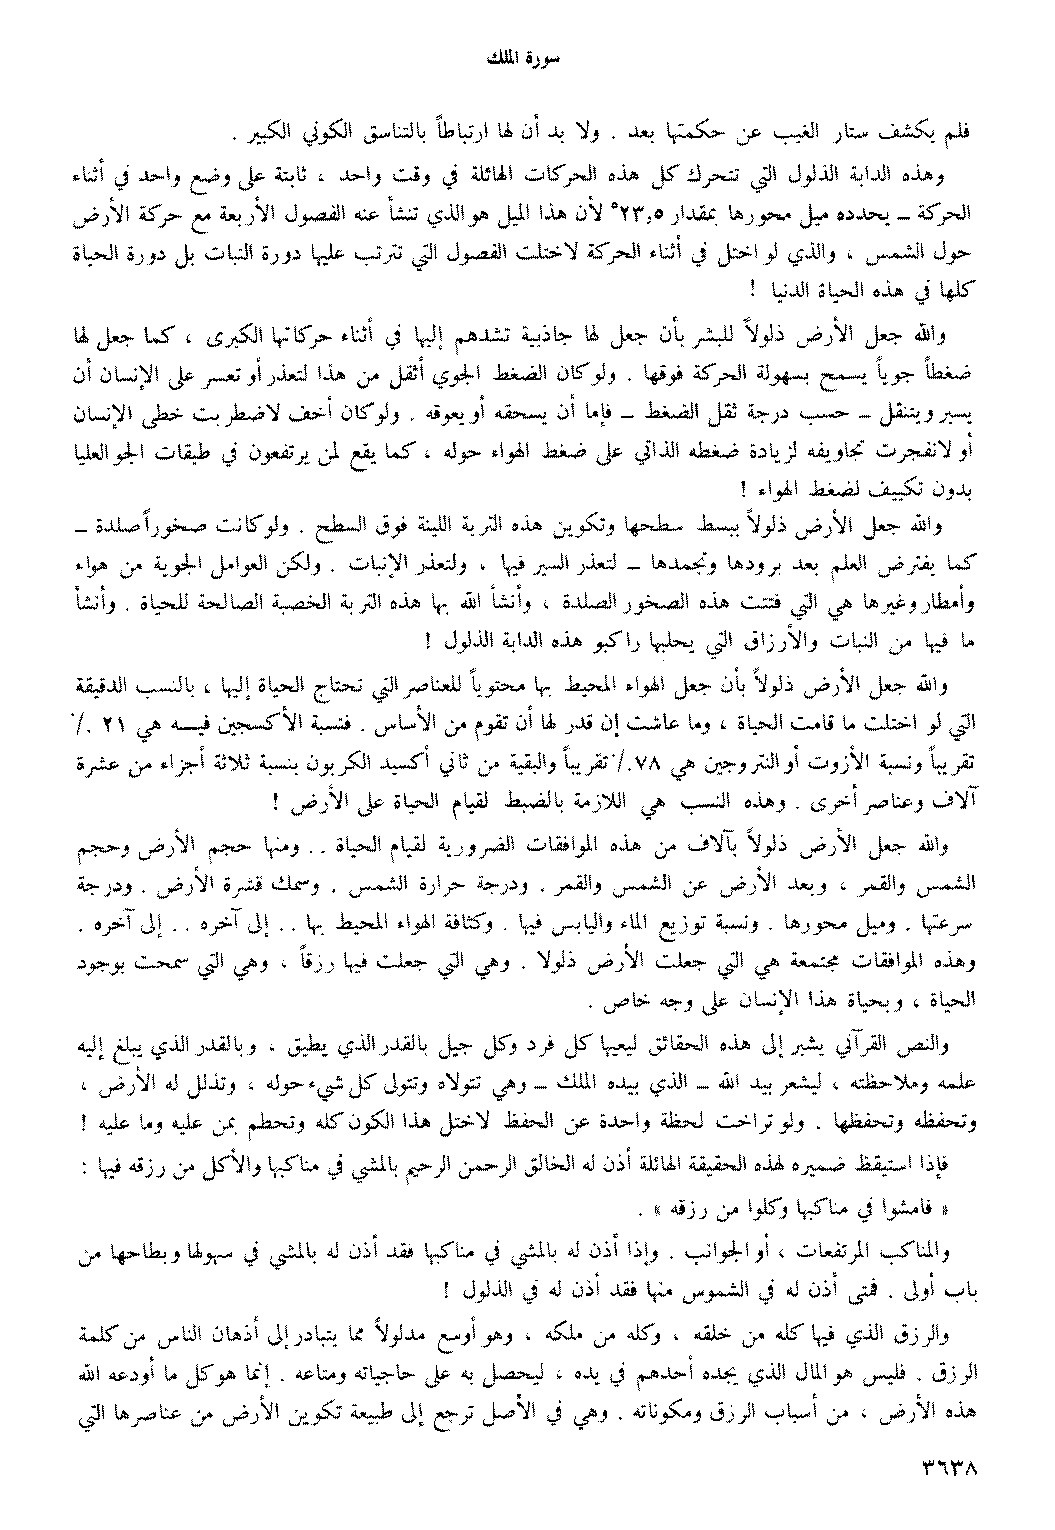 سورة الملك
فلم يكشف ستار الغيب عن حكمتها بعد . ولا بد أن لها ارتباطاً بالتناسق الكوني الكبير .
وهذه الدابة الذلول التي تتحرك كل هذه الحركات الهائلة في وقت واحد ، ثابتة على وضع واحد في أثناء
الحركة – يحدده ميل محورها بمقدار ٢٣,٥° لأن هذا الميل هو الذي تنشأ عنه الفصول الأربعة مع حركة الأرض
حول الشمس ، والذي لو اختل في أثناء الحركة لاختلت الفصول التي تترتب عليها دورة النبات بل دورة الحياة
كلها في هذه الحياة الدنيا !
والله جعل الأرض ذلولاً للبشر بأن جعل لها جاذبية تشدهم إليها في أثناء حركاتها الكبرى ، كما جعل لها
ضغطاً جوياً يسمح بسهولة الحركة فوقها . ولو كان الضغط الجوي أثقل من هذا لتعذر أو تعسر على الإنسان أن
يسير ويتنقل – حسب درجة ثقل الضغط – فإما أن يسحقه أو يعوقه . ولو كان أخف لاضطربت خطى الإنسان
أو لانفجرت تجاويفه لزيادة ضغطه الذاتي على ضغط الهواء حوله ، كما يقع لمن يرتفعون في طبقات الجو العليا
بدون تكييف لضغط الهواء !
والله جعل الأرض ذلولاً ببسط سطحها وتكوين هذه التربة اللينة فوق السطح . ولو كانت صخوراً صلدة –
كما يفترض العلم بعد برودها وتجمدها – لتعذر السير فيها ، ولتعذر الإنبات . ولكن العوامل الجوية من هواء
وأمطار وغيرها هي التي فتتت هذه الصخور الصلدة ، وأنشأ الله بها هذه التربة الخصبة الصالحة للحياة . وأنشأ
ما فيها من النبات والأرزاق التي يحلبها راكبو هذه الدابة الذلول !
والله جعل الأرض ذلولاً بأن جعل الهواء المحيط بها محتوياً للعناصر التي تحتاج الحياة إليها ، بالنسب الدقيقة
التي لو اختلت ما قامت الحياة ، وما عاشت إن قدر لها أن تقوم من الأساس . فنسبة الأكسجين فيه هي ٢١ ٪
تقريباً ونسبة الأزوت أو النتروجين هي ٧٨٪ تقريباً والبقية من ثاني أكسيد الكربون بنسبة ثلاثة أجزاء من عشرة
آلاف وعناصر أخرى . وهذه النسب هي اللازمة بالضبط لقيام الحياة على الأرض !
والله جعل الأرض ذلولاً بآلاف من هذه الموافقات الضرورية لقيام الحياة .. ومنها حجم الأرض وحجم
الشمس والقمر ، وبعد الأرض عن الشمس والقمر . ودرجة حرارة الشمس . وسمك قشرة الأرض . ودرجة
سرعتها . وميل محورها . ونسبة توزيع الماء واليابس فيها . وكثافة الهواء المحيط بها .. إلى آخره .. إلى آخره .
وهذه الموافقات مجتمعة هي التي جعلت الأرض ذلولا . وهي التي جعلت فيها رزقاً ، وهي التي سمحت بوجود
الحياة ، وبحياة هذا الإنسان على وجه خاص .
والنص القرآني يشير إلى هذه الحقائق ليعيها كل فرد وكل جيل بالقدر الذي يطيق ، وبالقدر الذي يبلغ إليه
علمه وملاحظته ، ليشعر بيد الله – الذي بيده الملك – وهي تتولاه وتتولى كل شيء حوله ، وتذلل له الأرض ،
وتحفظه وتحفظها . ولو تراخت لحظة واحدة عن الحفظ لاختل هذا الكون كله وتحطم بمن عليه وما عليه !
فإذا استيقظ ضميره لهذه الحقيقة الهائلة أذن له الخالق الرحمن الرحيم بالمشي في مناكبها والأكل من رزقه فيها :
« فامشوا في مناكبها وكلوا من رزقه » .
والمناكب المرتفعات ، أو الجوانب . وإذا أذن له بالمشي في مناكبها فقد أذن له بالمشي في سهولها وبطاحها من
باب أولى . فمتى أذن له في الشموس منها فقد أذن له في الذلول !
والرزق الذي فيها كله من خلقه ، وكله من ملكه ، وهو أوسع مدلولاً مما يتبادر إلى أذهان الناس من كلمة
الرزق . فليس هو المال الذي يجده أحدهم في يده ، ليحصل به على حاجياته ومتاعه . إنما هو كل ما أودعه الله
هذه الأرض ، من أسباب الرزق ومكوناته . وهي في الأصل ترجع إلى طبيعة تكوين الأرض من عناصرها التي
٣٦٣٨